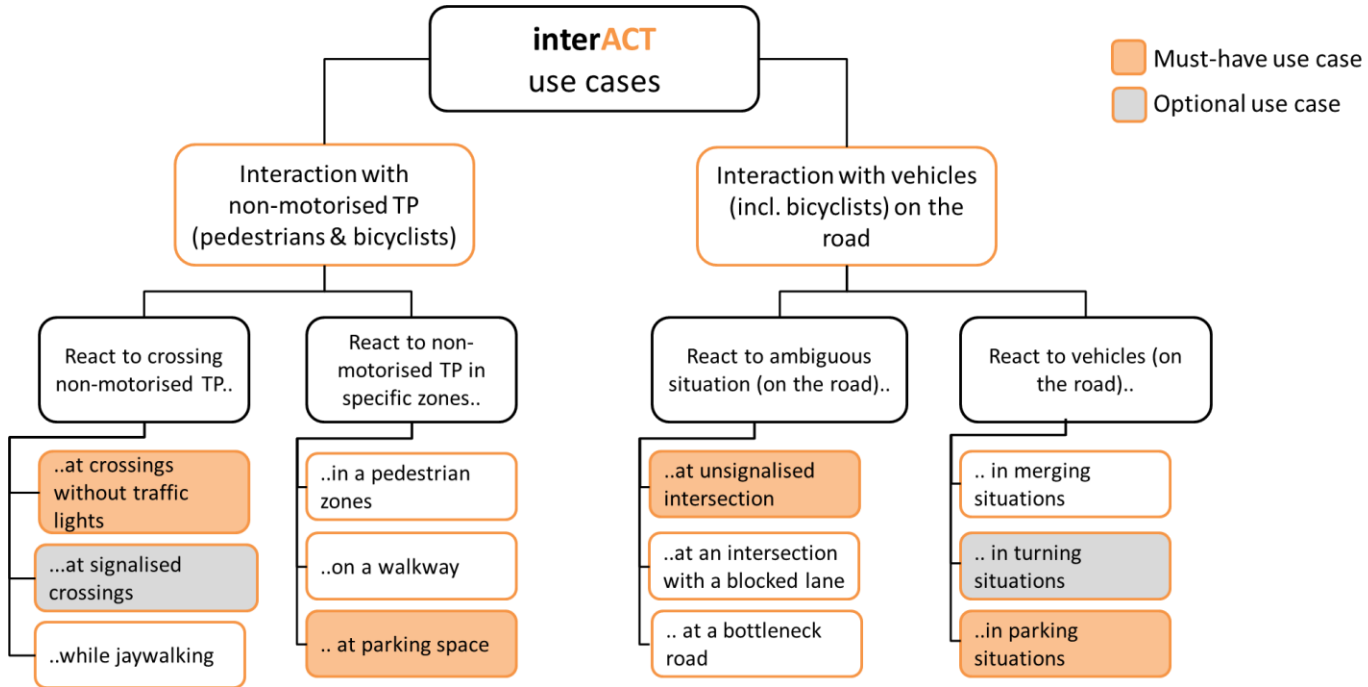 interACT
use cases
Must-have use case
Optional use case
Interaction with
non-motorised TP
(pedestrians & bicyclists)
Interaction with vehicles
(incl. bicyclists) on the
road
React to crossing
non-motorised TP..
React to non-
motorised TP in
specific zones..
React to ambiguous
situation (on the road)..
React to vehicles (on
the road)..
..at crossings
without traffic
lights
...at signalised
crossings
..while jaywalking
..in a pedestrian
zones
..on a walkway
.. at parking space
..at unsignalised
intersection
..at an intersection
with a blocked lane
.. at a bottleneck
road
.. in merging
situations
.. in turning
situations
..in parking
situations